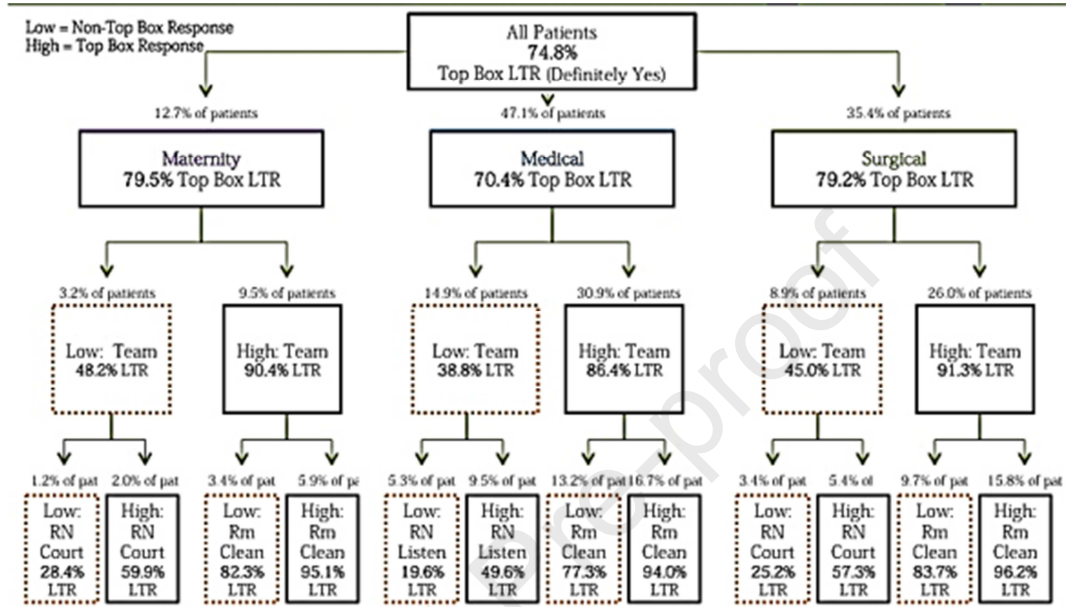 Low = Non-Top Box Response
High = Top Box Response
All Patients
74.8%
Top Box LTR (Definitely Yes)
12.7% of patients
47.1% of patients
35.4% of patients
Maternity
79.5% Top Box LTR
Medical
70.4% Top Box LTR
Surgical
79.2% Top Box LTR
3.2% of patients
9.5% of patients
14.9% of patients
30.9% of patients
8.9% of patients
26.0% of patients
Low: Team
48.2% LTR
High: Team
90.4% LTR
Low: Team
38.8% LTR
High: Team
86.4% LTR
Low: Team
45.0% LTR
High: Team
91.3% LTR
1.2% of pat
2.0% of pat
3.4% of pat
5.9% of pa
5.3% of pat
9.5% of pat
13.2% of pat
16.7% of pat
3.4% of pat
5.4% of
9.7% of pat
15.8% of pat
Low:
RN
Court
28.4%
LTR
High:
RN
Court
59.9%
LTR
Low:
Rm
Clean
82.3%
LTR
High:
Rm
Clean
95.1%
LTR
Low:
RN
Listen
19.6%
LTR
High:
RN
Listen
49.6%
LTR
Low:
Rm
Clean
77.3%
LTR
High:
Rm
Clean
94.0%
LTR
Low:
RN
Court
25.2%
LTR
High:
RN
Court
57.3%
LTR
Low:
Rm
Clean
83.7%
LTR
High:
Rm
Clean
96.2%
LTR
pre-proof